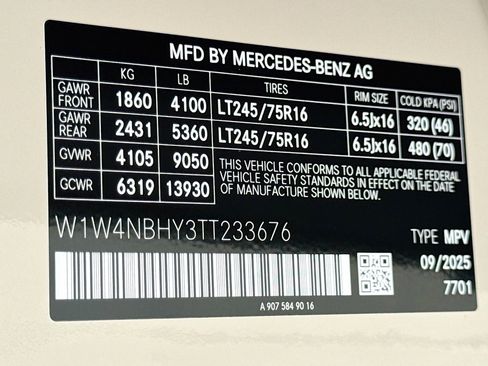 MFD BY MERCEDES-BENZ AG
KG LB TIRES RIM SIZE COLD KPA (PSI)
GAWR FRONT 1860 4100 LT245/75R16 6.5Jx16 320 (46)
GAWR REAR 2431 5360 LT245/75R16 6.5Jx16 480 (70)
GVWR 4105 9050
GCWR 6319 13930
THIS VEHICLE CONFORMS TO ALL APPLICABLE FEDERAL
VEHICLE SAFETY STANDARDS IN EFFECT ON THE DATE
OF MANUFACTURE SHOWN BELOW.
W1W4NBHY3TT233676
TYPE MPV
09/2025
7701
A 907 584 90 16